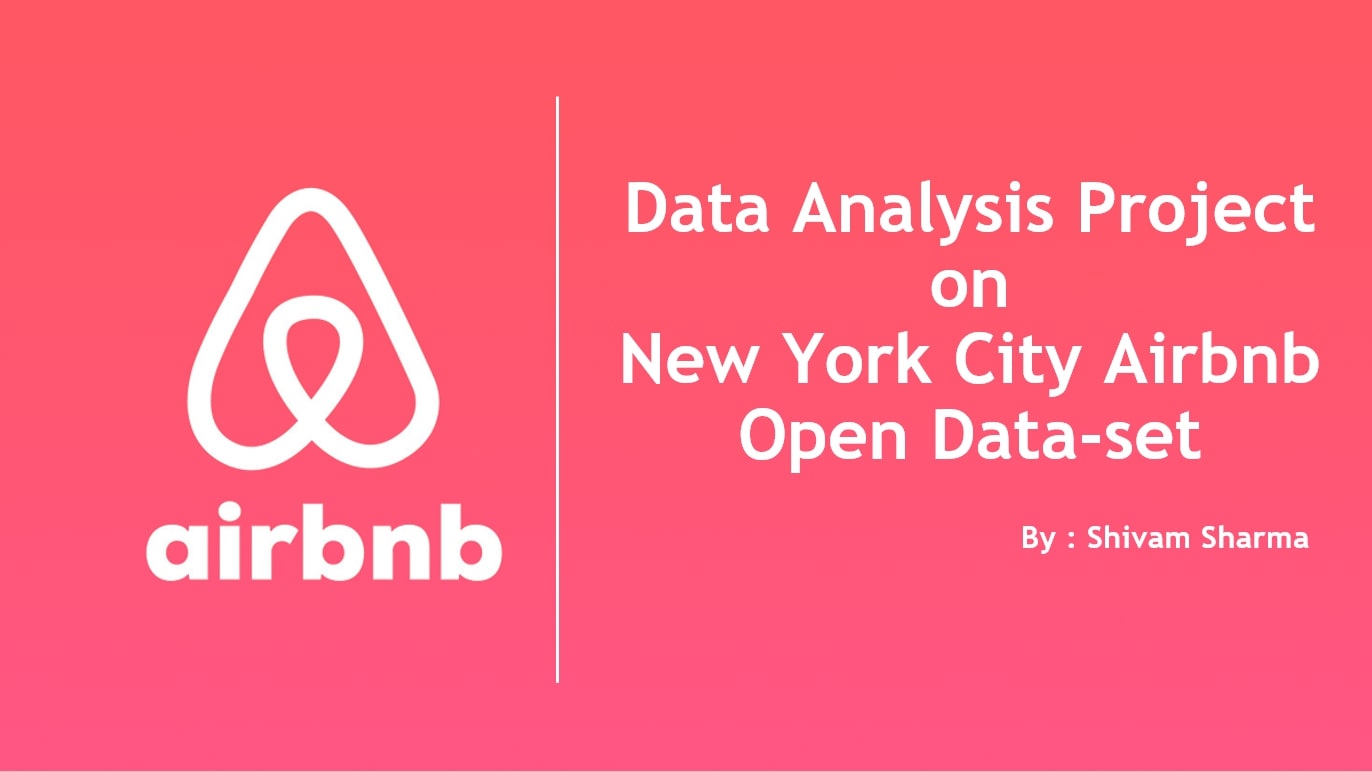 airbnb
Data Analysis Project
on
New York City Airbnb
Open Data-set
By : Shivam Sharma